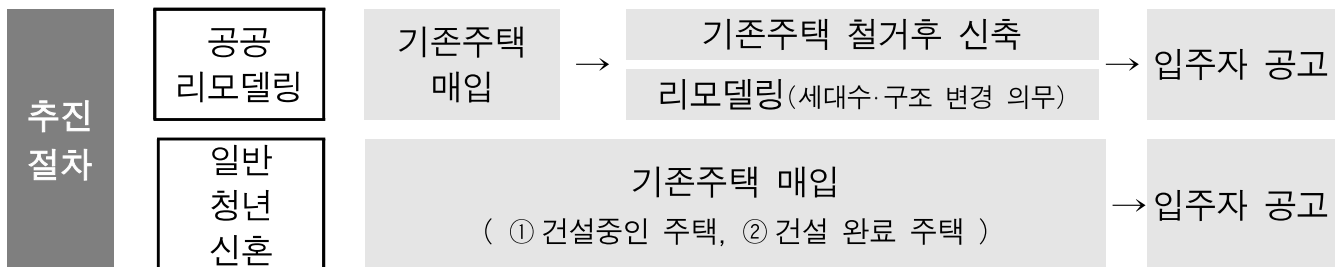 추진
절차
공공
리모델링
기존주택
매입
→
기존주택 철거후 신축
리모델링(세대수·구조 변경 의무)
→
입주자 공고
일반
청년
신혼
기존주택 매입
( ① 건설중인 주택, ② 건설 완료 주택 )
→
입주자 공고